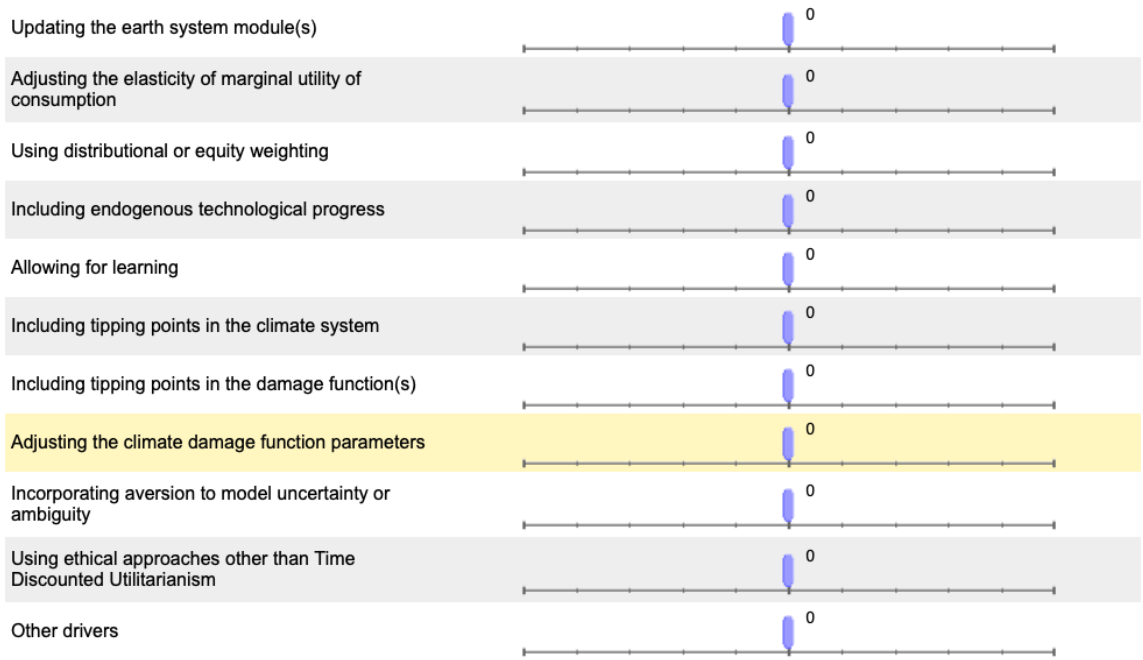 Updating the earth system module(s)
0
Adjusting the elasticity of marginal utility of
consumption
0
Using distributional or equity weighting
0
Including endogenous technological progress
0
Allowing for learning
0
Including tipping points in the climate system
0
Including tipping points in the damage function(s)
0
Adjusting the climate damage function parameters
0
Incorporating aversion to model uncertainty or
ambiguity
0
Using ethical approaches other than Time
Discounted Utilitarianism
0
Other drivers
0